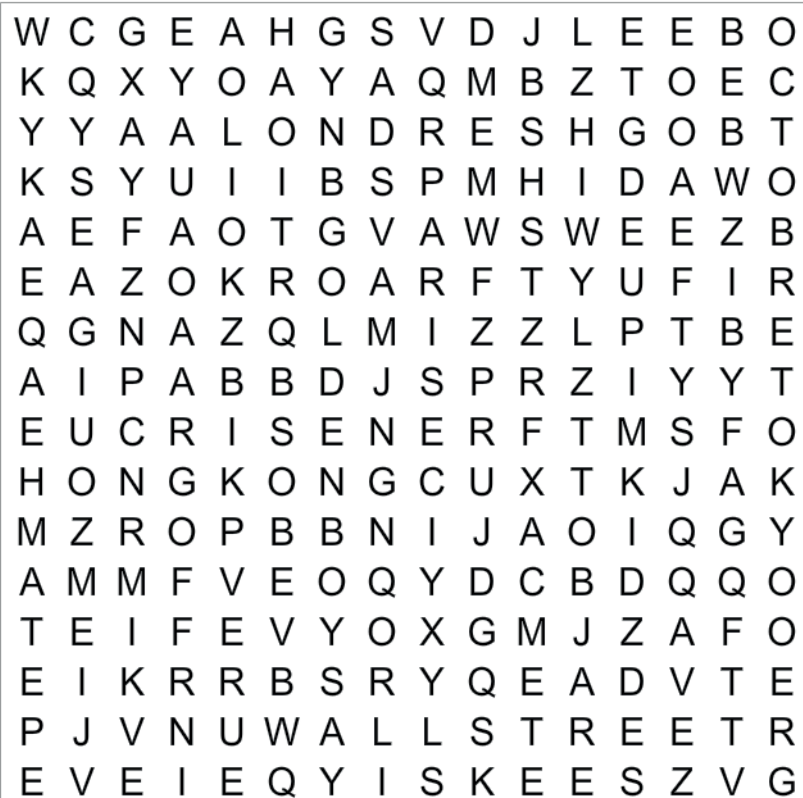 W C G E A H G S V D J L E E B O
K Q X Y O A Y A Q M B Z T O E C
Y Y A A L O N D R E S H G O B T
K S Y U I I B S P M H I D A W O
A E F A O T G V A W S W E E Z B
E A Z O K R O A R F T Y U F I R
Q G N A Z Q L M I Z Z L P T B E
A I P A B B D J S P R Z I Y Y T
E U C R I S E N E R F T M S F O
H O N G K O N G C U X T K J A K
M Z R O P B B N I J A O I Q G Y
A M M F V E O Q Y D C B D Q Q O
T E I F E V Y O X G M J Z A F O
E I K R R B S R Y Q E A D V T E
P J V N U W A L L S T R E E T R
E V E I E Q Y I S K E E S Z V G